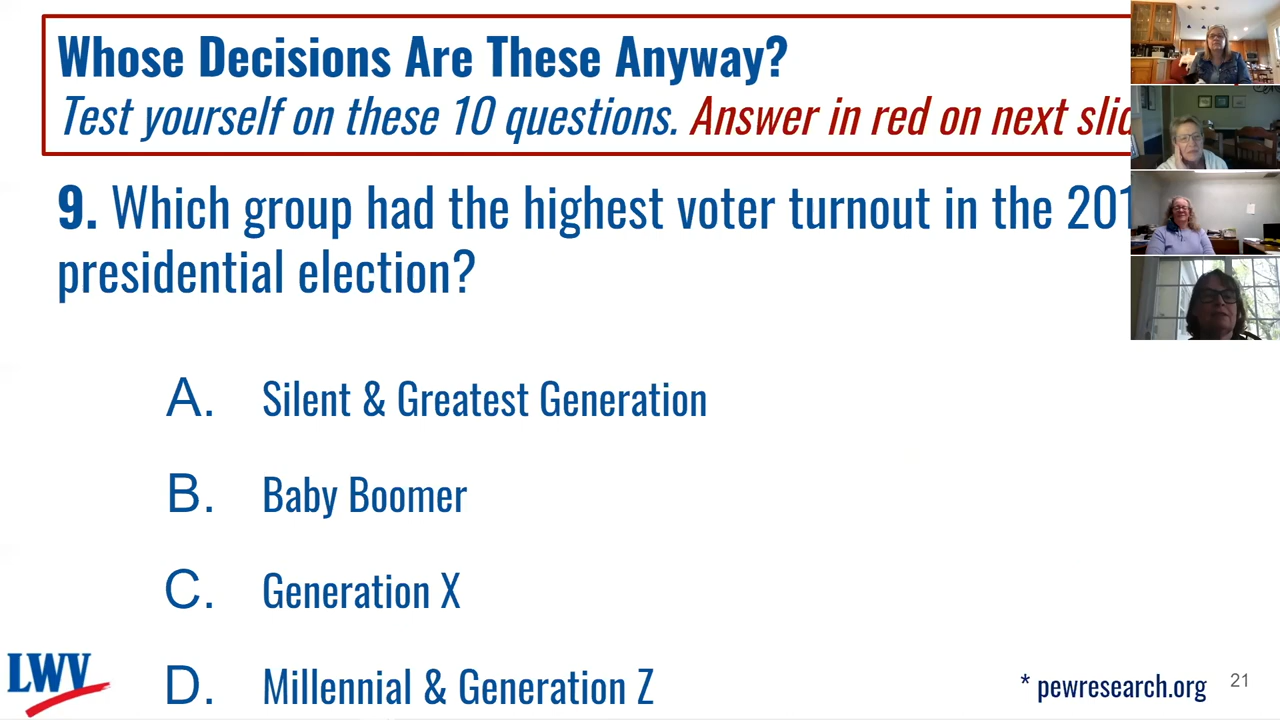 Whose Decisions Are These Anyway?
Test yourself on these 10 questions. Answer in red on next
9. Which group had the highest voter turnout in the
presidential election?
A. Silent & Greatest Generation
B. Baby Boomer
C. Generation X
D. Millennial & Generation Z
LWV
* pewresearch.org 21